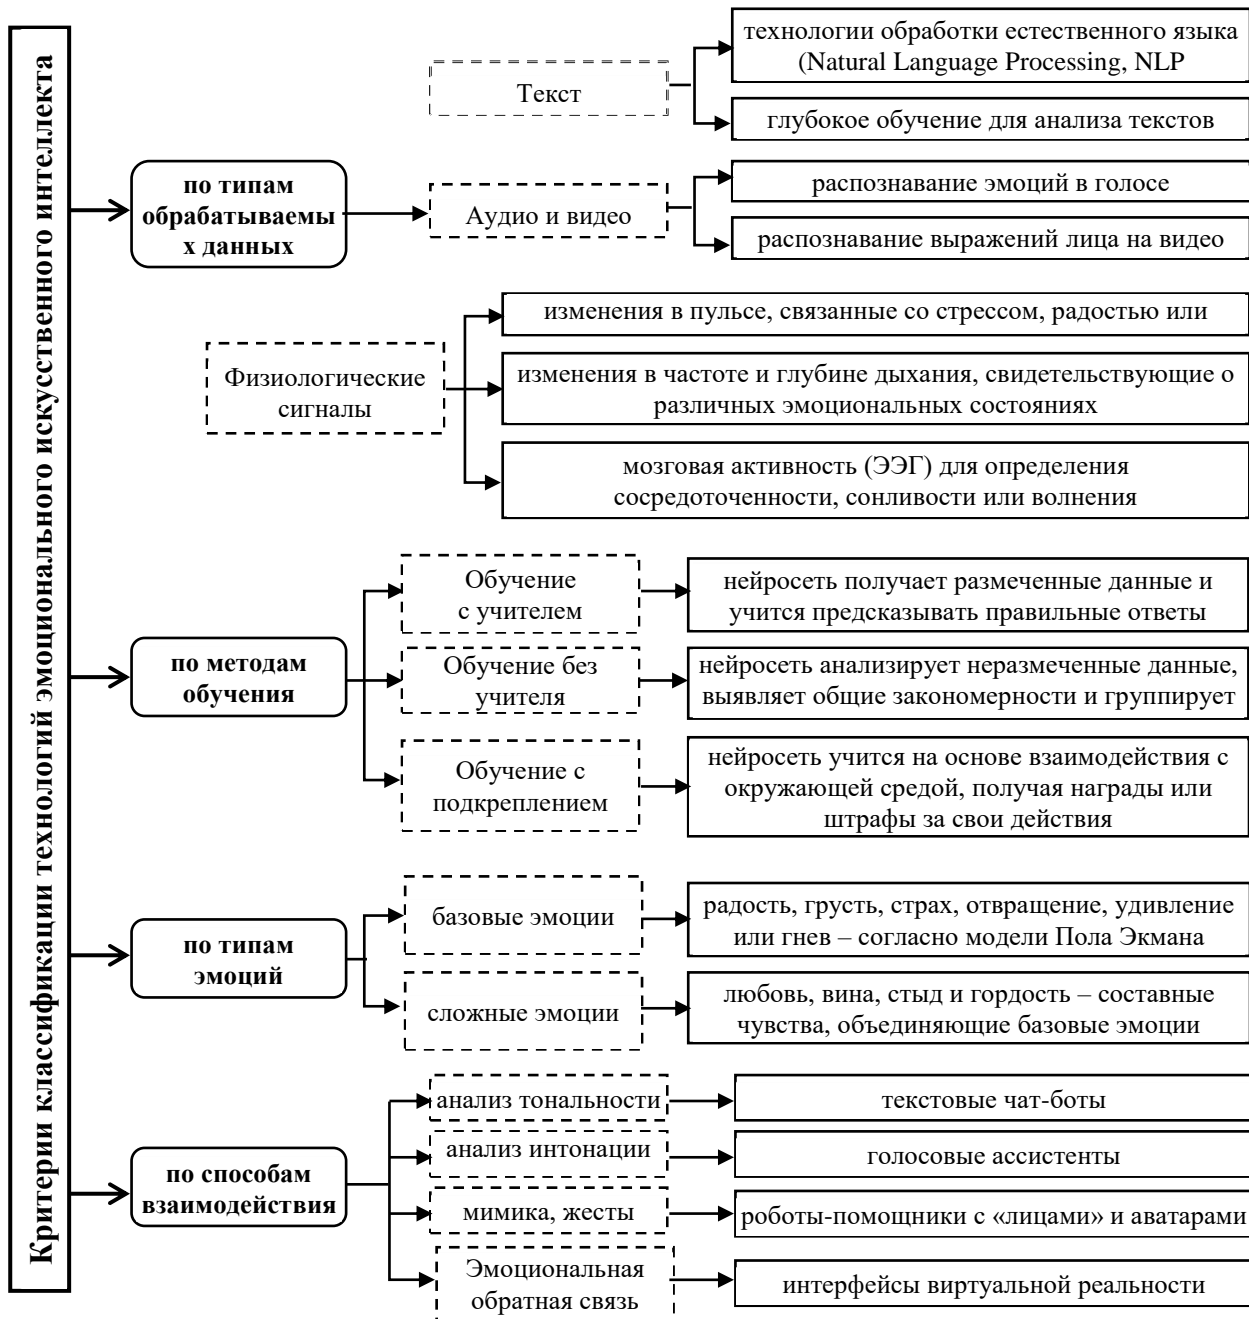 Критерии классификации технологий эмоционального искусственного интеллекта
по типам
обрабатываемы
х данных
Текст
технологии обработки естественного языка
(Natural Language Processing, NLP
глубокое обучение для анализа текстов
Аудио и видео
распознавание эмоций в голосе
распознавание выражений лица на видео
Физиологические
сигналы
изменения в пульсе, связанные со стрессом, радостью или
изменения в частоте и глубине дыхания, свидетельствующие о
различных эмоциональных состояниях
мозговая активность (ЭЭГ) для определения
сосредоточенности, сонливости или волнения
по методам
обучения
Обучение
с учителем
нейросеть получает размеченные данные и
учится предсказывать правильные ответы
Обучение без
учителя
нейросеть анализирует неразмеченные данные,
выявляет общие закономерности и группирует
Обучение с
подкреплением
нейросеть учится на основе взаимодействия с
окружающей средой, получая награды или
штрафы за свои действия
по типам
эмоций
базовые эмоции
радость, грусть, страх, отвращение, удивление
или гнев – согласно модели Пола Экмана
сложные эмоции
любовь, вина, стыд и гордость – составные
чувства, объединяющие базовые эмоции
по способам
взаимодействия
анализ тональности
текстовые чат-боты
анализ интонации
голосовые ассистенты
мимика, жесты
роботы-помощники с «лицами» и аватарами
Эмоциональная
обратная связь
интерфейсы виртуальной реальности